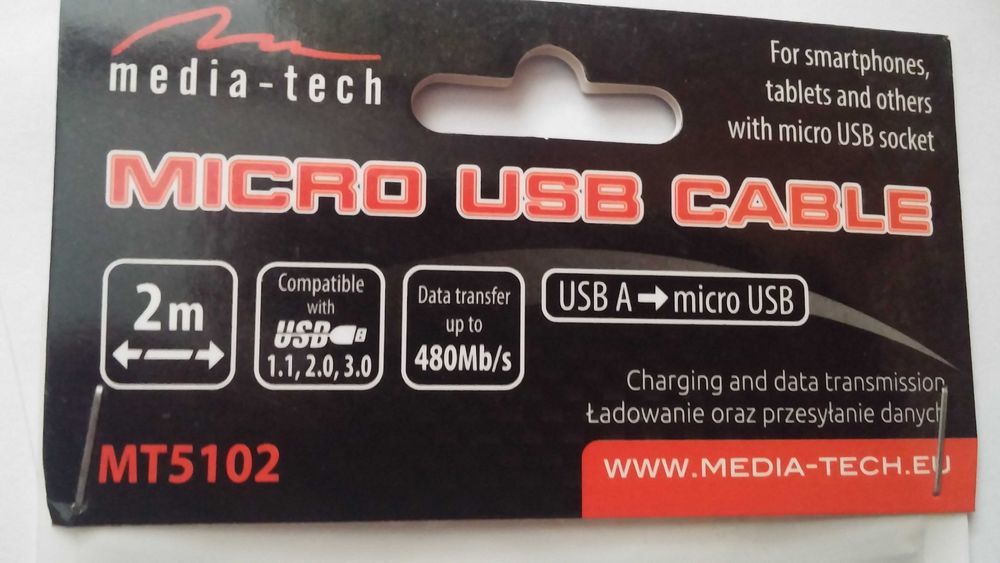 media-tech
For smartphones,
tablets and others
with micro USB socket
MICRO USB CABLE
2m
Compatible
with
USB
1.1, 2.0, 3.0
Data transfer
up to
480Mb/s
USB A → micro USB
Charging and data transmission
Ładowanie oraz przesyłanie danych
MT5102
WWW.MEDIA-TECH.EU